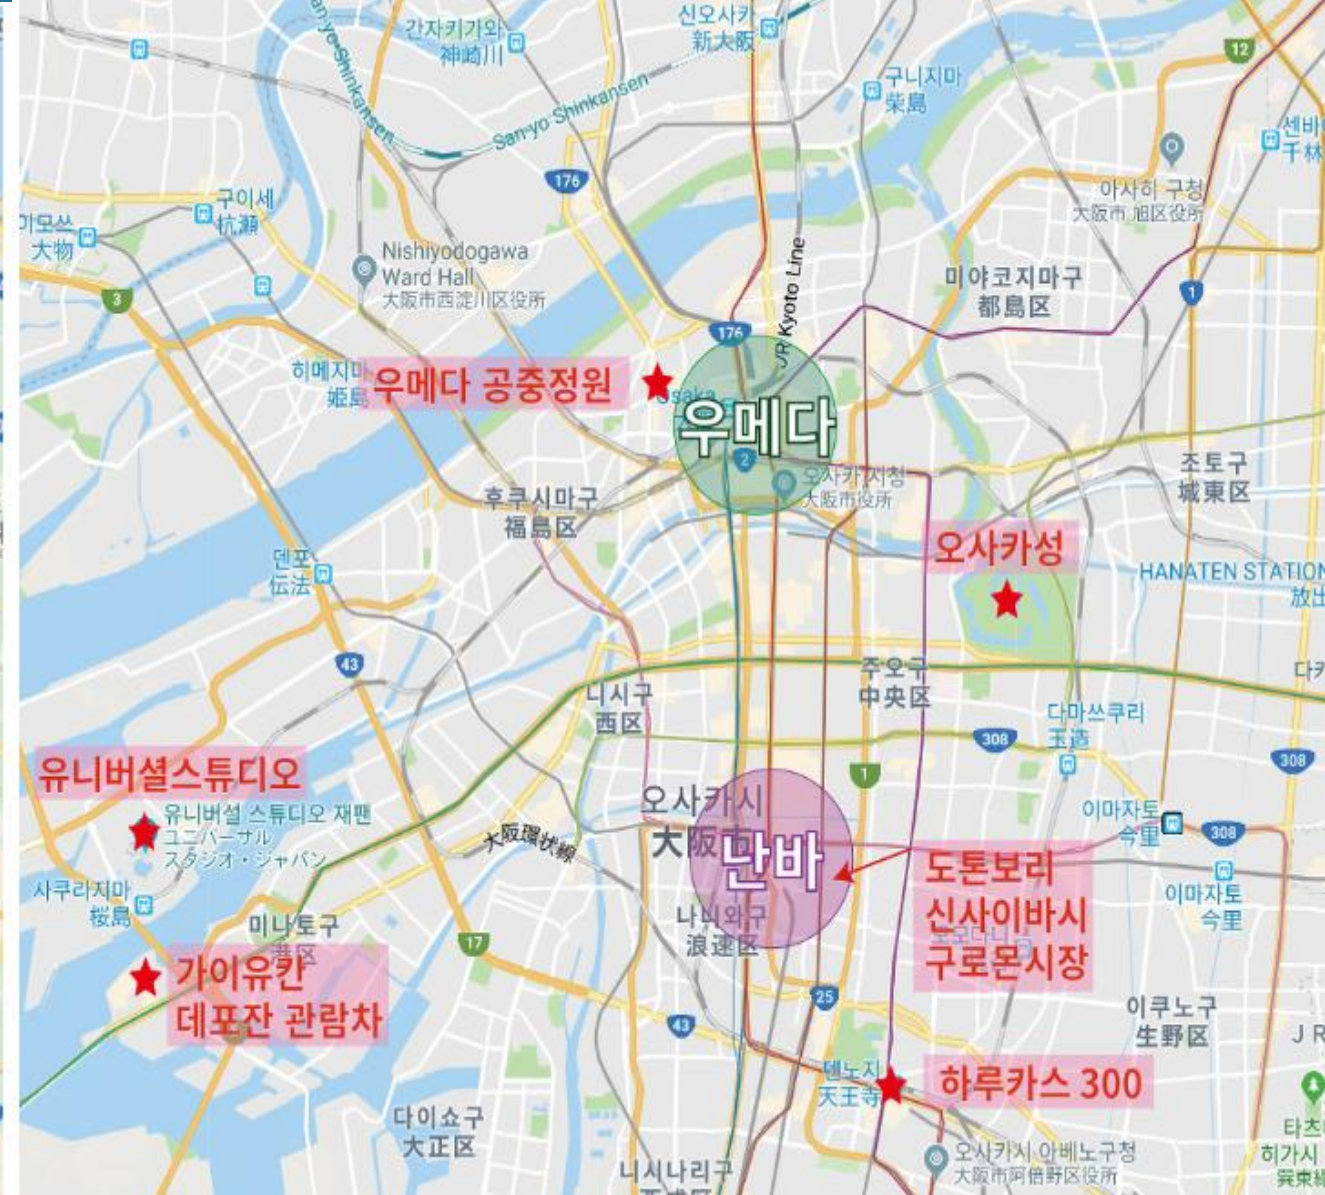 San-yo-Shinkansen
간자키가와
神崎川
신오사카
新大阪
San-yo Shinkansen
구니지마
柴島
12
센바
千林
176
아사히 구청
大阪市 旭区役所
구이세
杭瀬
이모쓰
大物
Nishiyodogawa
Ward Hall
大阪市西淀川区役所
JR Kyoto Line
미야코지마구
都島区
3
1
176
히메지마
姫島
우메다 공중정원
Osaka
우메다
2
오사카 시청
大阪市役所
조토구
城東区
후쿠시마구
福島区
오사카성
덴포
伝法
HANATEN STATION
放出
43
주오구
中央区
니시구
西区
다마쓰쿠리
玉造
308
308
유니버셜스튜디오
유니버설 스튜디오 재팬
ユニバーサル
スタジオ・ジャパン
1
오사카시
大阪市
난바
이마자토
今里
308
大阪環状線
도톤보리
신사이바시
구로몬시장
이마자토
今里
사쿠라지마
桜島
미나토구
港区
나니와구
浪速区
17
가이유칸
데포잔 관람차
25
43
이쿠노구
生野区
JR
덴노지
天王寺
하루카스 300
다이쇼구
大正区
오사카시 아베노구청
大阪市阿倍野区役所
니시나리구
西成区
타츠
히가시
巽東緑